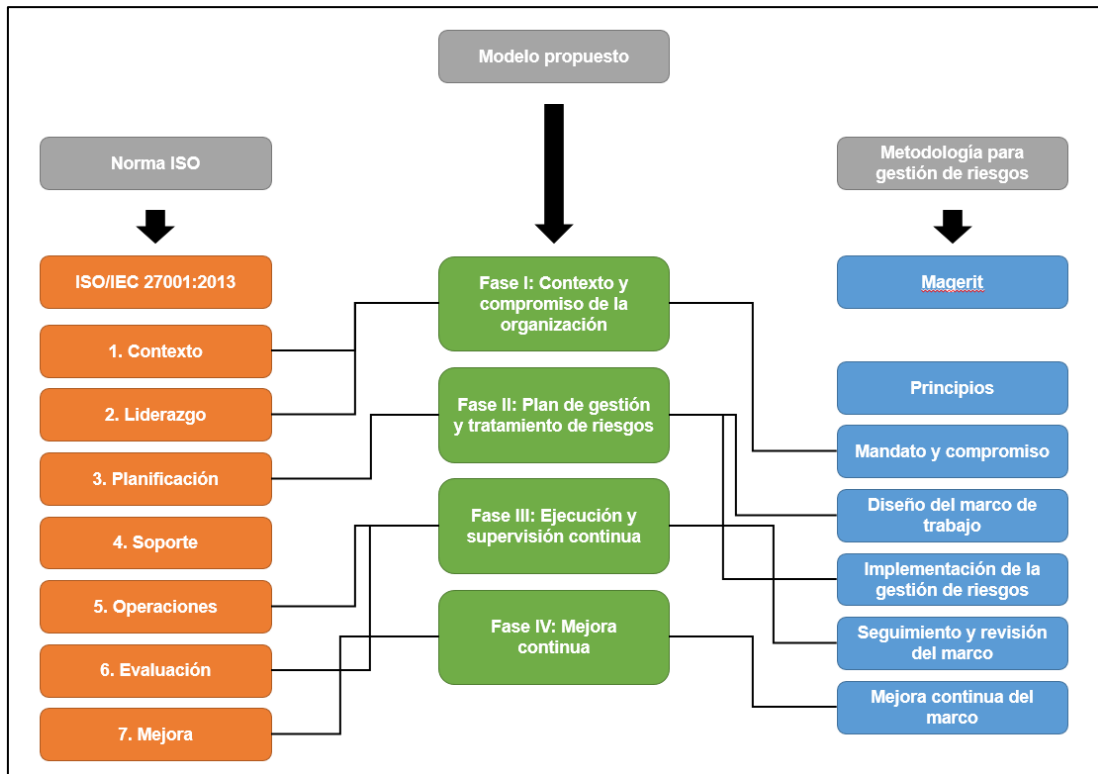 Modelo propuesto
Norma ISO
Metodología para
gestión de riesgos
ISO/IEC 27001:2013
1. Contexto
2. Liderazgo
3. Planificación
4. Soporte
5. Operaciones
6. Evaluación
7. Mejora
Fase I: Contexto y
compromiso de la
organización
Fase II: Plan de gestión
y tratamiento de riesgos
Fase III: Ejecución y
supervisión continua
Fase IV: Mejora
continua
Magerit
Principios
Mandato y compromiso
Diseño del marco de
trabajo
Implementación de la
gestión de riesgos
Seguimiento y revisión
del marco
Mejora continua del
marco